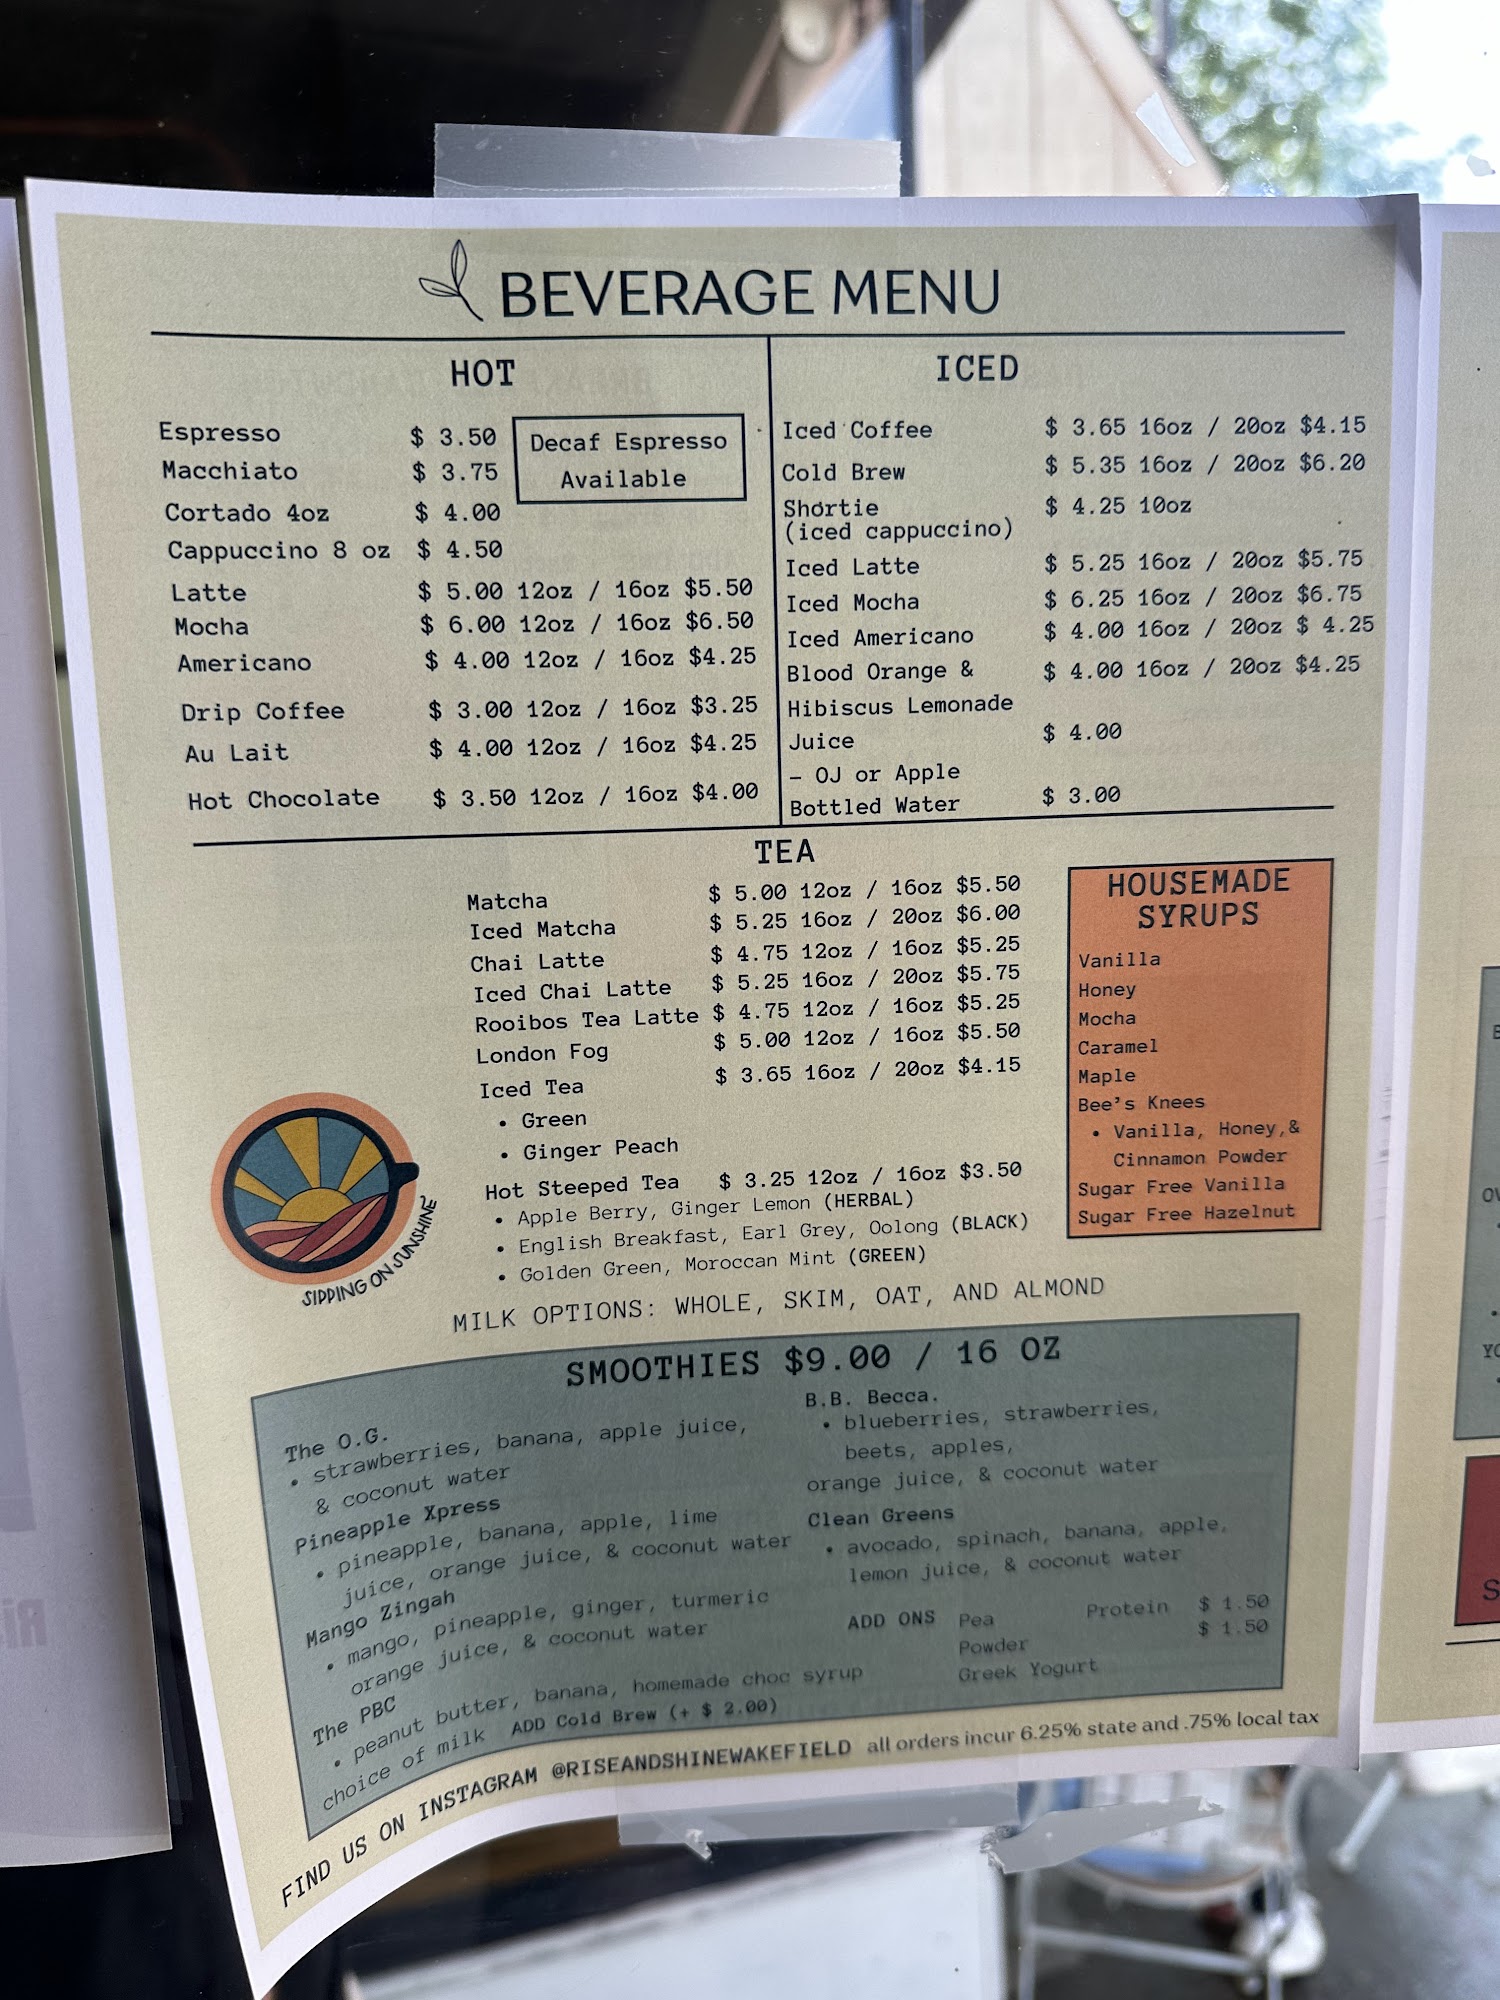 BEVERAGE MENU
HOT
Espresso $ 3.50
Macchiato $ 3.75
Cortado 4oz $ 4.00
Cappuccino 8 oz $ 4.50
Latte $ 5.00 12oz / 16oz $5.50
Mocha $ 6.00 12oz / 16oz $6.50
Americano $ 4.00 12oz / 16oz $4.25
Drip Coffee $ 3.00 12oz / 16oz $3.25
Au Lait $ 4.00 12oz / 16oz $4.25
Hot Chocolate $ 3.50 12oz / 16oz $4.00
Decaf Espresso
Available
ICED
Iced Coffee $ 3.65 16oz / 20oz $4.15
Cold Brew $ 5.35 16oz / 20oz $6.20
Shortie $ 4.25 10oz
(iced cappuccino)
Iced Latte $ 5.25 16oz / 20oz $5.75
Iced Mocha $ 6.25 16oz / 20oz $6.75
Iced Americano $ 4.00 16oz / 20oz $ 4.25
Blood Orange & $ 4.00 16oz / 20oz $4.25
Hibiscus Lemonade
Juice $ 4.00
– OJ or Apple
Bottled Water $ 3.00
TEA
Matcha $ 5.00 12oz / 16oz $5.50
Iced Matcha $ 5.25 16oz / 20oz $6.00
Chai Latte $ 4.75 12oz / 16oz $5.25
Iced Chai Latte $ 5.25 16oz / 20oz $5.75
Rooibos Tea Latte $ 4.75 12oz / 16oz $5.25
London Fog $ 5.00 12oz / 16oz $5.50
Iced Tea $ 3.65 16oz / 20oz $4.15
• Green
• Ginger Peach
Hot Steeped Tea $ 3.25 12oz / 16oz $3.50
• Apple Berry, Ginger Lemon (HERBAL)
• English Breakfast, Earl Grey, Oolong (BLACK)
• Golden Green, Moroccan Mint (GREEN)
HOUSEMADE
SYRUPS
Vanilla
Honey
Mocha
Caramel
Maple
Bee's Knees
• Vanilla, Honey,&
Cinnamon Powder
Sugar Free Vanilla
Sugar Free Hazelnut
SIPPING ON SUNSHINE
MILK OPTIONS: WHOLE, SKIM, OAT, AND ALMOND
SMOOTHIES $9.00 / 16 OZ
The O.G.
• strawberries, banana, apple juice,
& coconut water
Pineapple Xpress
• pineapple, banana, apple, lime
juice, orange juice, & coconut water
Mango Zingah
• mango, pineapple, ginger, turmeric
orange juice, & coconut water
The PBC
• peanut butter, banana, homemade choc syrup
choice of milk ADD Cold Brew (+ $ 2.00)
B.B. Becca.
• blueberries, strawberries,
beets, apples,
orange juice, & coconut water
Clean Greens
• avocado, spinach, banana, apple,
lemon juice, & coconut water
ADD ONS Pea Protein $ 1.50
Powder $ 1.50
Greek Yogurt
FIND US ON INSTAGRAM @RISEANDSHINEWAKEFIELD all orders incur 6.25% state and .75% local tax